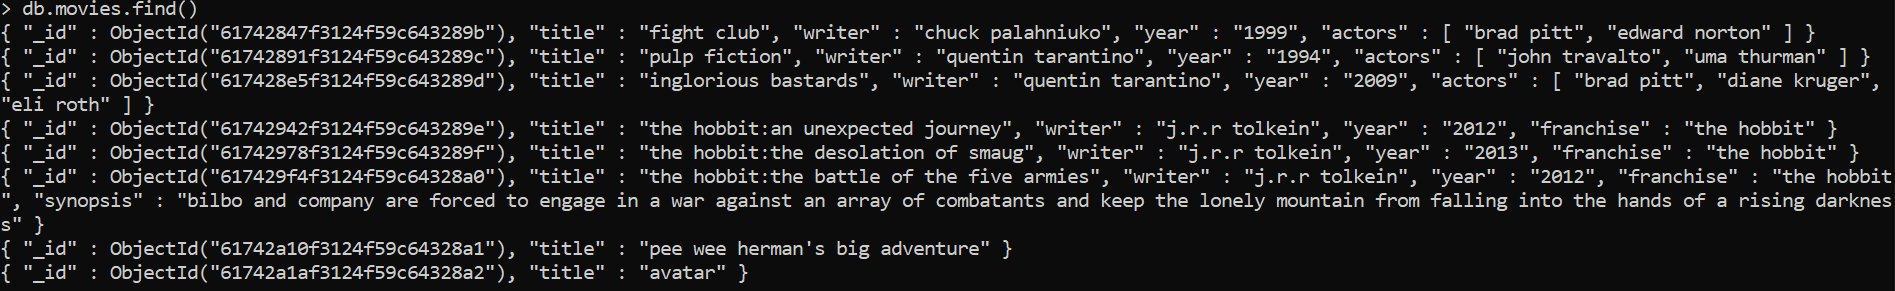 > db.movies.find()
{ "_id" : ObjectId("61742847f3124f59c643289b"), "title" : "fight club", "writer" : "chuck palahniuko", "year" : "1999", "actors" : [ "brad pitt", "edward norton" ] }
{ "_id" : ObjectId("61742891f3124f59c643289c"), "title" : "pulp fiction", "writer" : "quentin tarantino", "year" : "1994", "actors" : [ "john travalto", "uma thurman" ] }
{ "_id" : ObjectId("617428e5f3124f59c643289d"), "title" : "inglorious bastards", "writer" : "quentin tarantino", "year" : "2009", "actors" : [ "brad pitt", "diane kruger",
"eli roth" ] }
{ "_id" : ObjectId("61742942f3124f59c643289e"), "title" : "the hobbit:an unexpected journey", "writer" : "j.r.r tolkein", "year" : "2012", "franchise" : "the hobbit" }
{ "_id" : ObjectId("61742978f3124f59c643289f"), "title" : "the hobbit:the desolation of smaug", "writer" : "j.r.r tolkein", "year" : "2013", "franchise" : "the hobbit" }
{ "_id" : ObjectId("617429f4f3124f59c64328a0"), "title" : "the hobbit:the battle of the five armies", "writer" : "j.r.r tolkein", "year" : "2012", "franchise" : "the hobbit
", "synopsis" : "bilbo and company are forced to engage in a war against an array of combatants and keep the lonely mountain from falling into the hands of a rising darknes
s" }
{ "_id" : ObjectId("61742a10f3124f59c64328a1"), "title" : "pee wee herman's big adventure" }
{ "_id" : ObjectId("61742a1af3124f59c64328a2"), "title" : "avatar" }